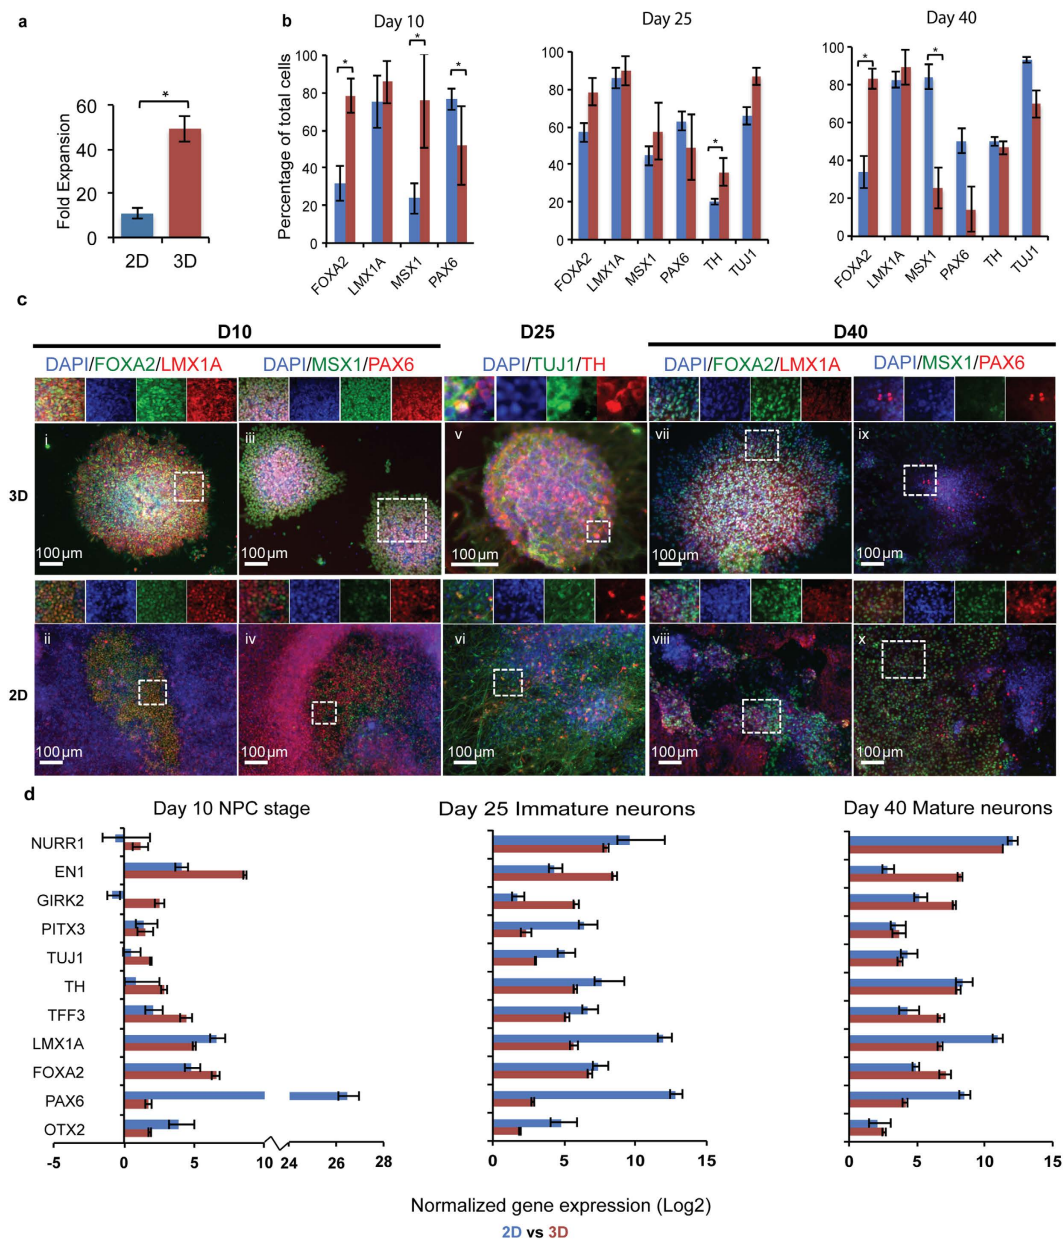 a
Fold Expansion
60
40
20
0
*
2D 3D
b
Percentage of total cells
Day 10
100
80
60
40
20
0
* * *
FOXA2 LMX1A MSX1 PAX6
Day 25
100
80
60
40
20
0
*
FOXA2 LMX1A MSX1 PAX6 TH TUJ1
Day 40
100
80
60
40
20
0
* *
FOXA2 LMX1A MSX1 PAX6 TH TUJ1
c
D10 D25 D40
DAPI/FOXA2/LMX1A DAPI/MSX1/PAX6 DAPI/TUJ1/TH DAPI/FOXA2/LMX1A DAPI/MSX1/PAX6
3D
i iii v vii ix
100 µm 100 µm 100 µm 100 µm 100 µm
2D
ii iv vi viii x
100 µm 100 µm 100 µm 100 µm 100 µm
d
Day 10 NPC stage Day 25 Immature neurons Day 40 Mature neurons
NURR1
EN1
GIRK2
PITX3
TUJ1
TH
TFF3
LMX1A
FOXA2
PAX6
OTX2
-5 0 5 10 24 26 28 0 5 10 15 0 5 10 15
Normalized gene expression (Log2)
2D vs 3D